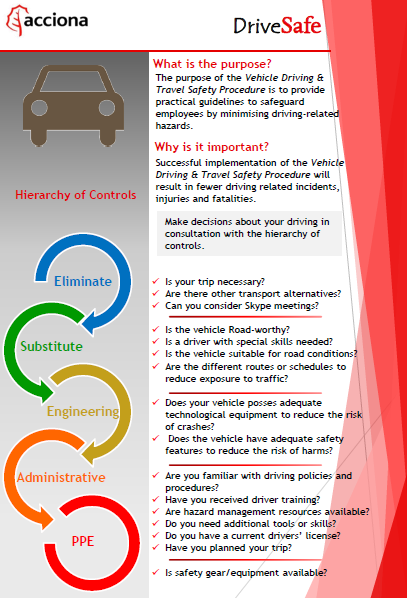 acciona
DriveSafe
What is the purpose?
The purpose of the Vehicle Driving &
Travel Safety Procedure is to provide
practical guidelines to safeguard
employees by minimising driving-related
hazards.
Why is it important?
Successful implementation of the Vehicle
Driving & Travel Safety Procedure will
result in fewer driving related incidents,
injuries and fatalities.
Hierarchy of Controls
Make decisions about your driving in
consultation with the hierarchy of
controls.
Eliminate
Is your trip necessary?
Are there other transport alternatives?
Can you consider Skype meetings?
Substitute
Is the vehicle Road-worthy?
Is a driver with special skills needed?
Is the vehicle suitable for road conditions?
Are the different routes or schedules to
reduce exposure to traffic?
Engineering
Does your vehicle posses adequate
technological equipment to reduce the risk
of crashes?
Does the vehicle have adequate safety
features to reduce the risk of harms?
Administrative
Are you familiar with driving policies and
procedures?
Have you received driver training?
Are hazard management resources available?
Do you need additional tools or skills?
Do you have a current drivers' license?
Have you planned your trip?
PPE
Is safety gear/equipment available?